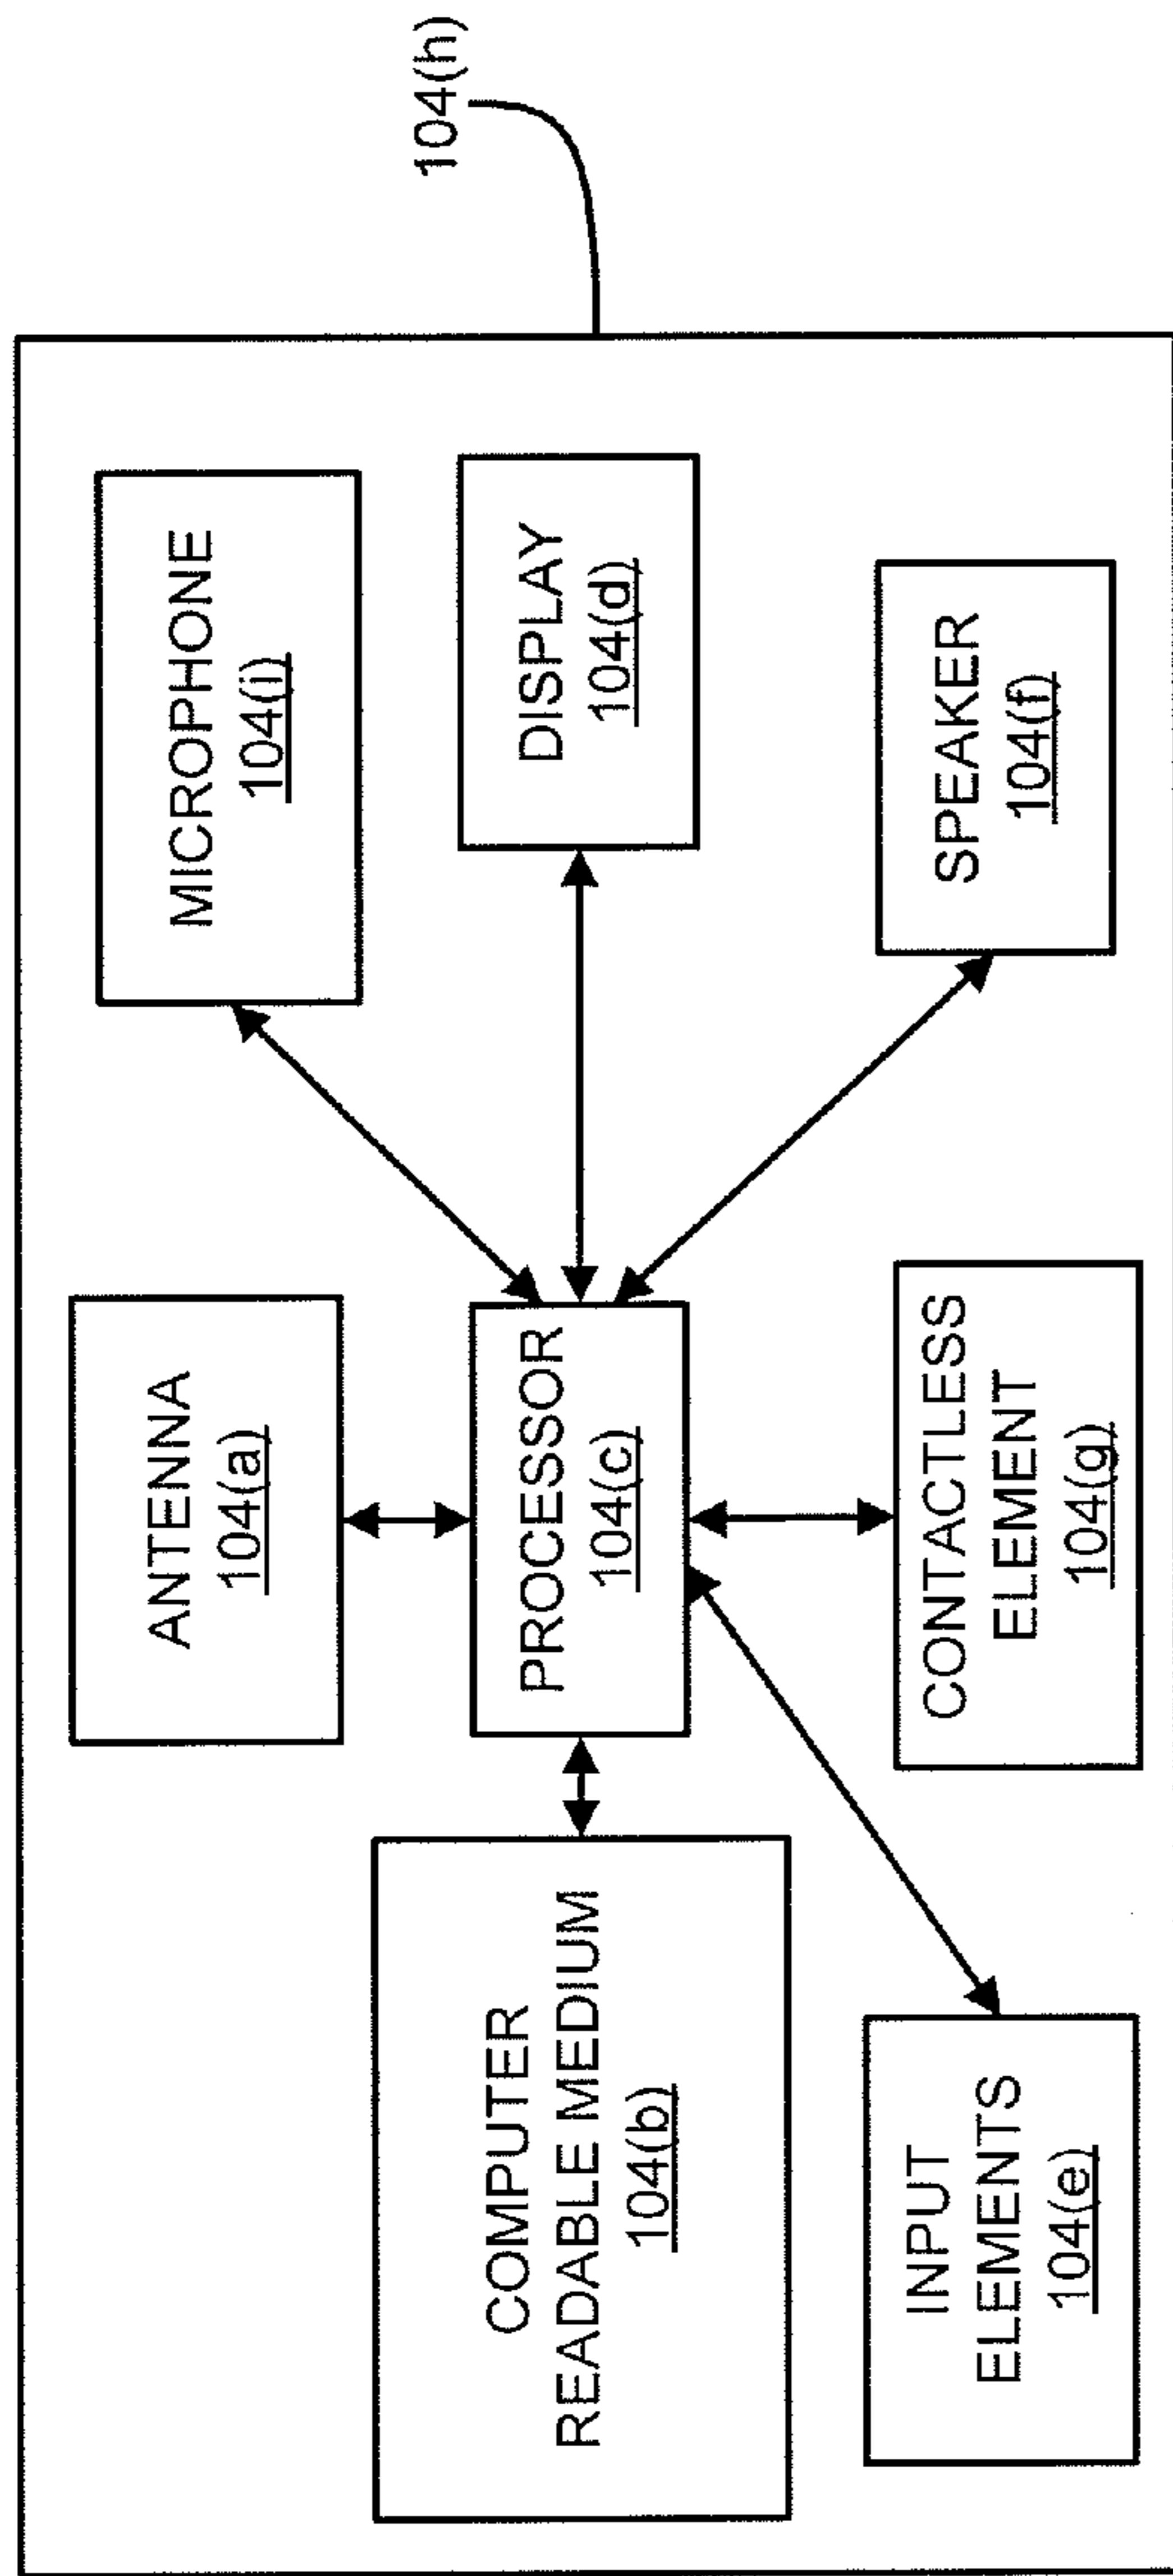 ANTENNA
104(a)
MICROPHONE
104(i)
104(h)
COMPUTER
READABLE MEDIUM
104(b)
PROCESSOR
104(c)
DISPLAY
104(d)
INPUT
ELEMENTS
104(e)
CONTACTLESS
ELEMENT
104(g)
SPEAKER
104(f)